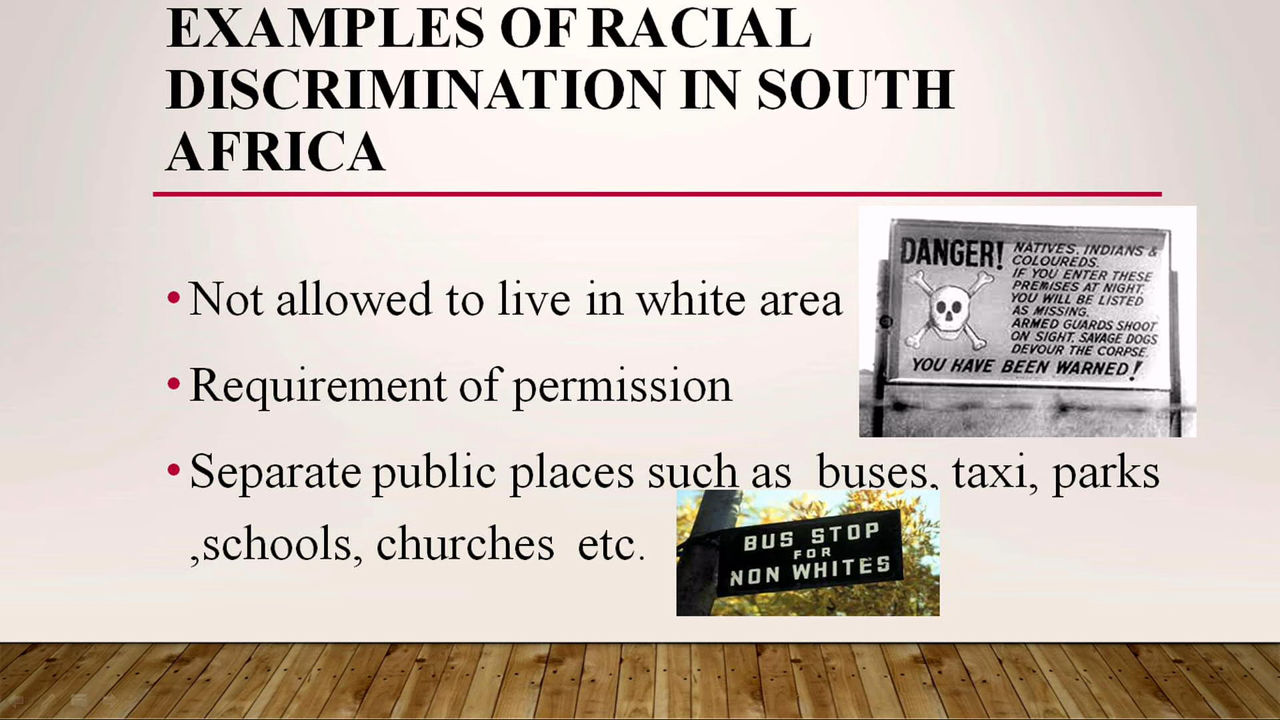 EXAMPLES OF RACIAL
DISCRIMINATION IN SOUTH
AFRICA
• Not allowed to live in white area
• Requirement of permission
• Separate public places such as buses, taxi, parks
,schools, churches etc.
DANGER!
NATIVES, INDIANS &
COLOUREDS.
IF YOU ENTER THESE
PREMISES AT NIGHT,
YOU WILL BE LISTED
AS MISSING.
ARMED GUARDS SHOOT
ON SIGHT. SAVAGE DOGS
DEVOUR THE CORPSE.
YOU HAVE BEEN WARNED!
BUS STOP
FOR
NON WHITES